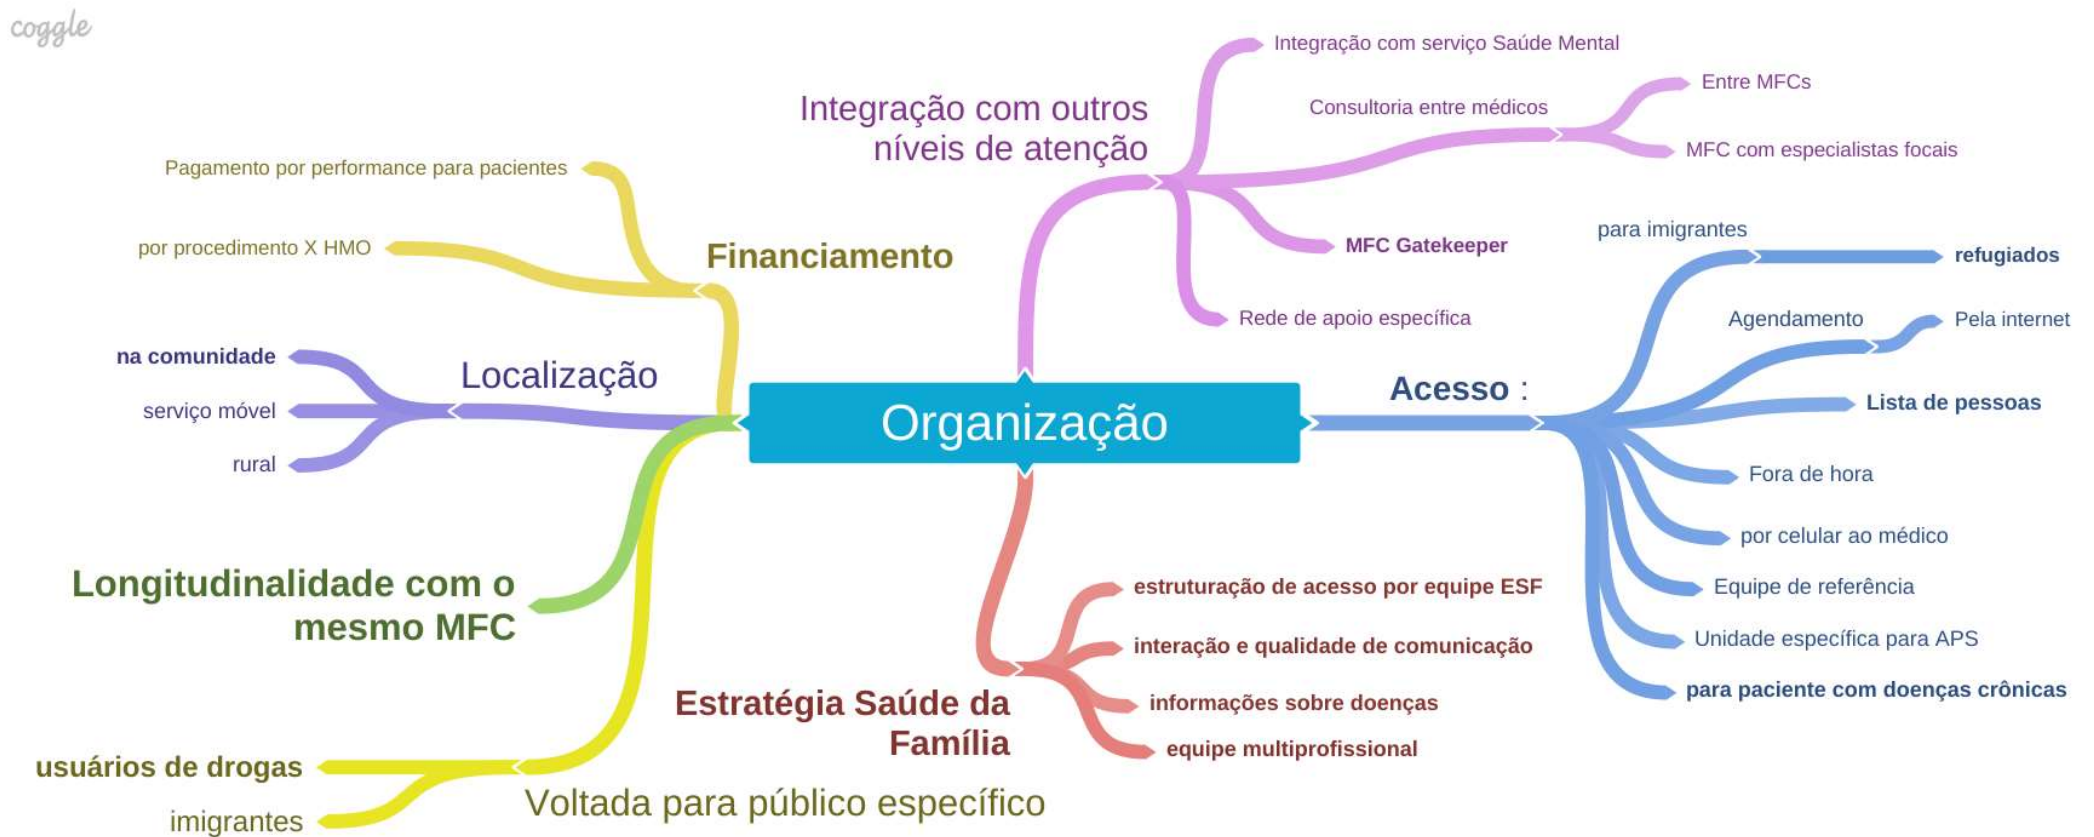 coggle
Organização
Integração com outros
níveis de atenção
Integração com serviço Saúde Mental
Consultoria entre médicos
Entre MFCs
MFC com especialistas focais
MFC Gatekeeper
Rede de apoio específica
Acesso :
para imigrantes
refugiados
Agendamento
Pela internet
Lista de pessoas
Fora de hora
por celular ao médico
Equipe de referência
Unidade específica para APS
para paciente com doenças crônicas
Estratégia Saúde da
Família
estruturação de acesso por equipe ESF
interação e qualidade de comunicação
informações sobre doenças
equipe multiprofissional
Financiamento
Pagamento por performance para pacientes
por procedimento X HMO
Localização
na comunidade
serviço móvel
rural
Longitudinalidade com o
mesmo MFC
Voltada para público específico
usuários de drogas
imigrantes